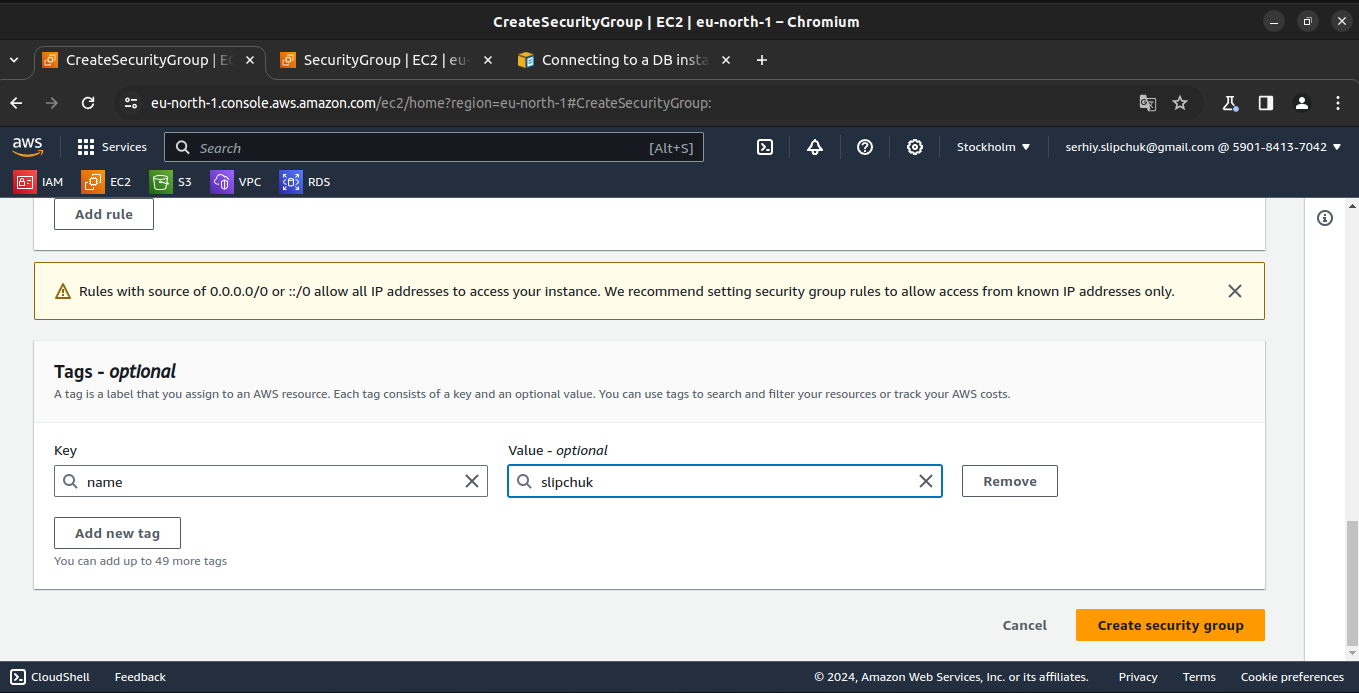 CreateSecurityGroup | EC2 | eu-north-1 – Chromium
CreateSecurityGroup | EC
SecurityGroup | EC2 | eu-
Connecting to a DB insta
eu-north-1.console.aws.amazon.com/ec2/home?region=eu-north-1#CreateSecurityGroup:
aws
Services
Search
[Alt+S]
Stockholm
serhiy.slipchuk@gmail.com @ 5901-8413-7042
IAM
EC2
S3
VPC
RDS
Add rule
Rules with source of 0.0.0.0/0 or ::/0 allow all IP addresses to access your instance. We recommend setting security group rules to allow access from known IP addresses only.
Tags - optional
A tag is a label that you assign to an AWS resource. Each tag consists of a key and an optional value. You can use tags to search and filter your resources or track your AWS costs.
Key
Value - optional
name
slipchuk
Remove
Add new tag
You can add up to 49 more tags
Cancel
Create security group
CloudShell
Feedback
© 2024, Amazon Web Services, Inc. or its affiliates.
Privacy
Terms
Cookie preferences